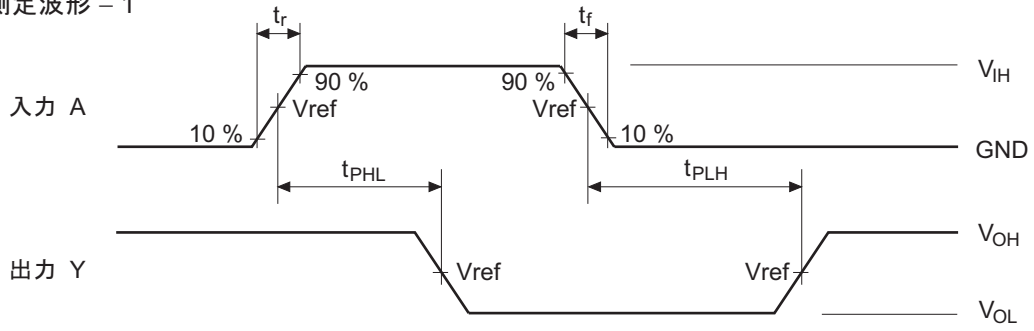 測定波形 – 1
tr
tf
90 %
90 %
VIH
入力 A
Vref
Vref
10 %
10 %
GND
tPHL
tPLH
VOH
出力 Y
Vref
Vref
VOL